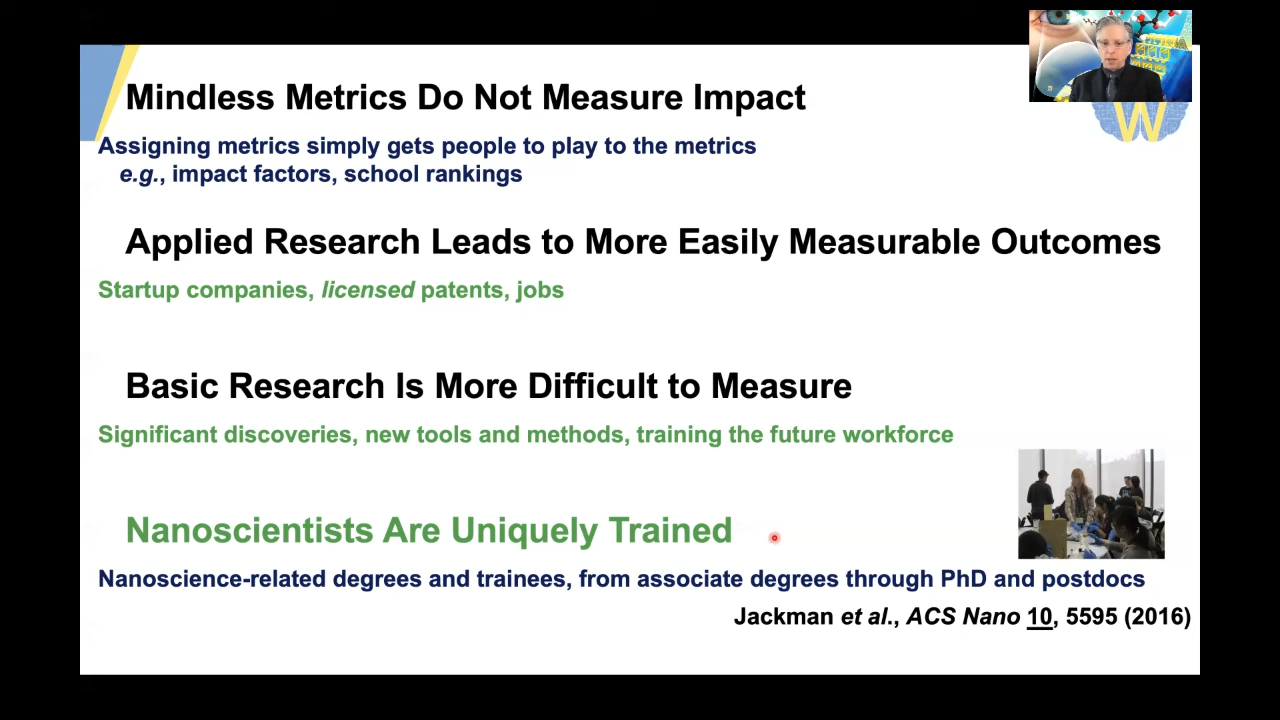 Mindless Metrics Do Not Measure Impact
Assigning metrics simply gets people to play to the metrics
e.g., impact factors, school rankings
Applied Research Leads to More Easily Measurable Outcomes
Startup companies, licensed patents, jobs
Basic Research Is More Difficult to Measure
Significant discoveries, new tools and methods, training the future workforce
Nanoscientists Are Uniquely Trained
Nanoscience-related degrees and trainees, from associate degrees through PhD and postdocs
Jackman et al., ACS Nano 10, 5595 (2016)
W